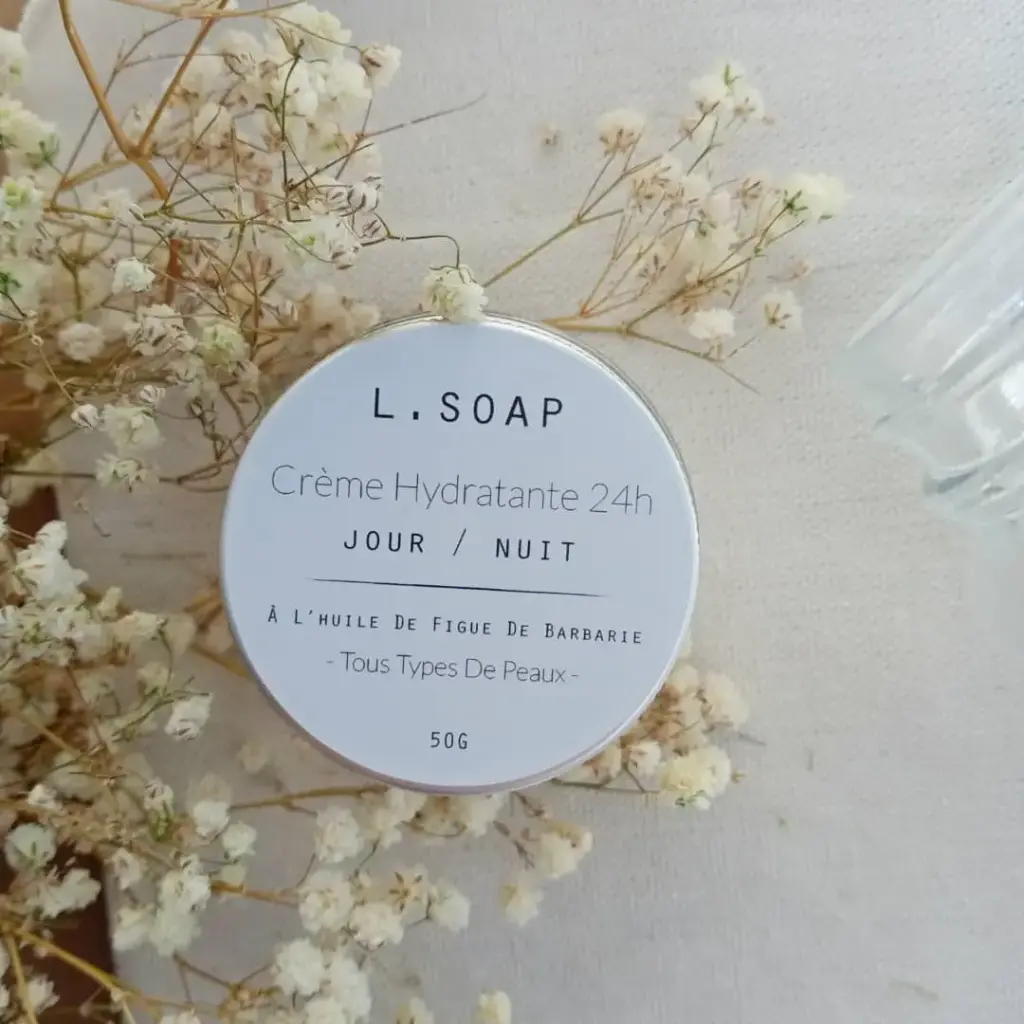 L.SOAP
Crème Hydratante 24h
JOUR / NUIT
À L'HUILE DE FIGUE DE BARBARIE
- Tous Types De Peaux -
50G